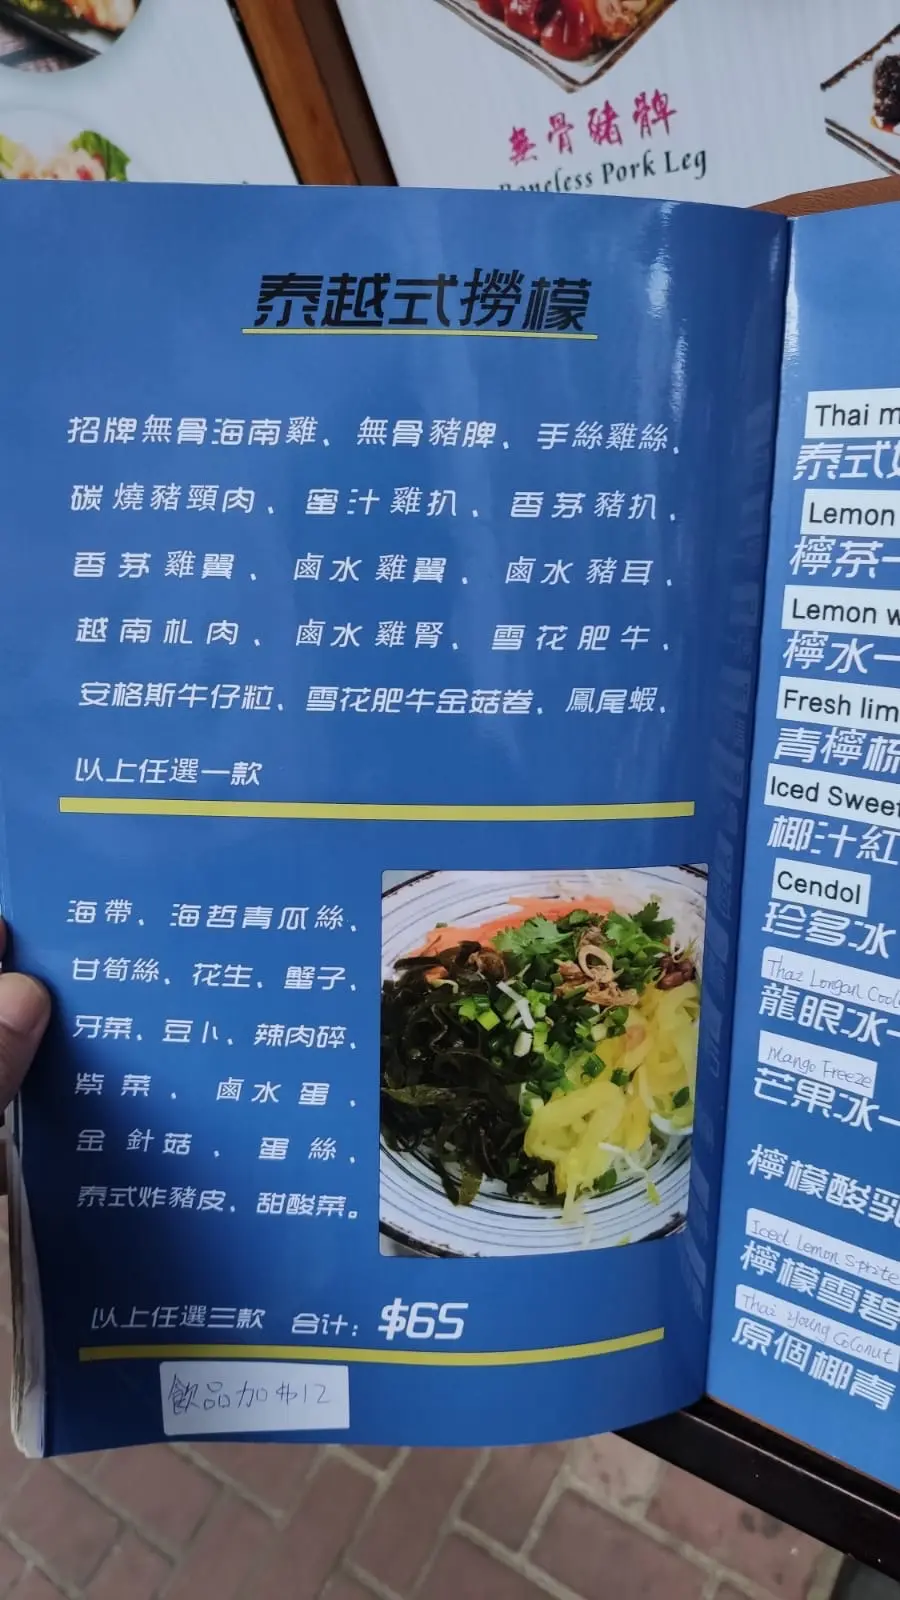 無骨豬髀
Boneless Pork Leg
泰越式撈檬
招牌無骨海南雞、無骨豬脾、手絲雞絲、
碳燒豬頸肉、蜜汁雞扒、香茅豬扒、
香茅雞翼、鹵水雞翼、鹵水豬耳、
越南札肉、鹵水雞腎、雪花肥牛、
安格斯牛仔粒、雪花肥牛金菇卷、鳳尾蝦、
以上任選一款
海帶、海哲青瓜絲、
甘筍絲、花生、蟹子、
牙菜、豆卜、辣肉碎、
紫菜、鹵水蛋、
金針菇、蛋絲、
泰式炸豬皮、甜酸菜。
以上任選三款 合计：$65
飲品加$12
Thai
泰式
Lemon
檸茶
Lemon
檸水
Fresh
青檸
Iced
椰汁紅
Cendol
珍多冰
Thai Longan
龍眼冰
Mango Freeze
芒果冰
檸檬酸
Iced Lemon Sprite
檸檬雪碧
Thai Young Coconut
原個椰青